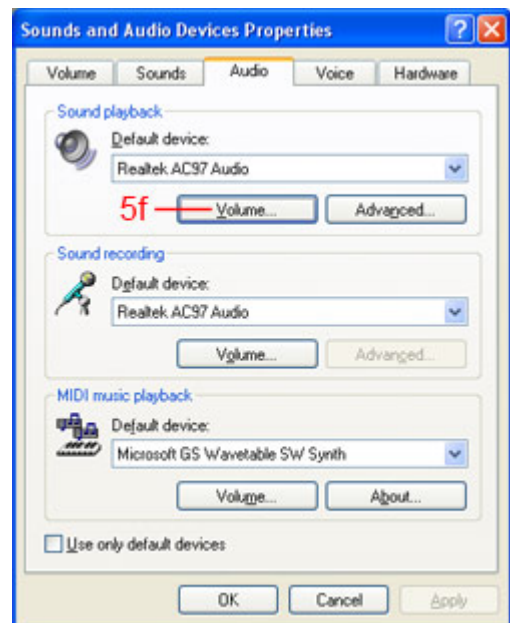 Sounds and Audio Devices Properties
Volume Sounds Audio Voice Hardware
Sound playback
Default device:
Realtek AC97 Audio
5f Volume... Advanced...
Sound recording
Default device:
Realtek AC97 Audio
Volume... Advanced...
MIDI music playback
Default device:
Microsoft GS Wavetable SW Synth
Volume... About...
Use only default devices
OK Cancel Apply